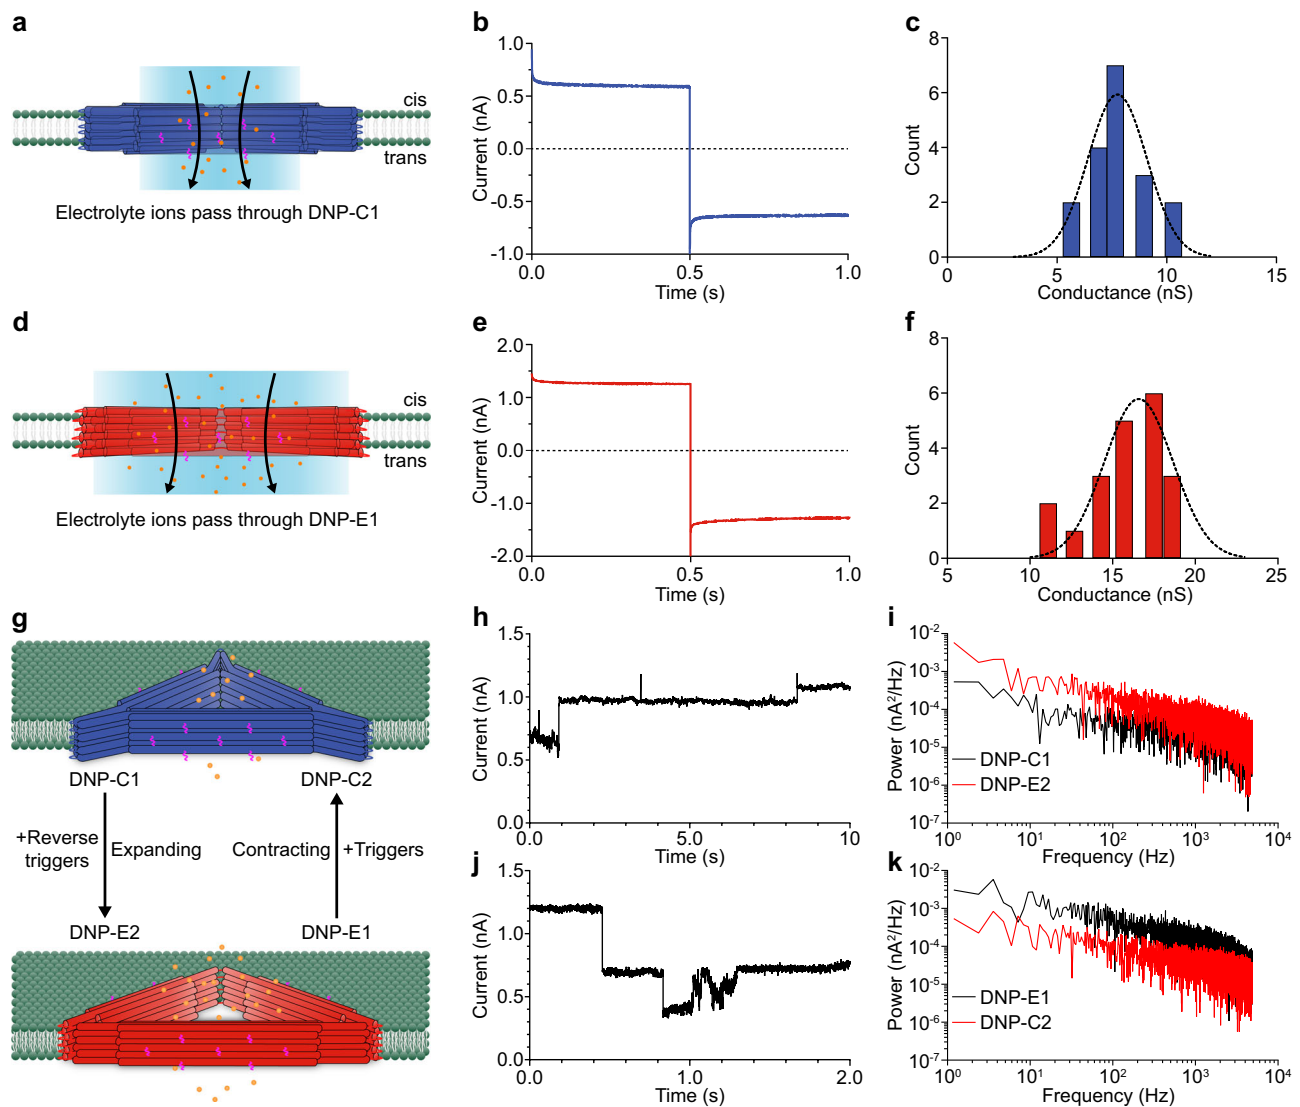 a
cis
trans
Electrolyte ions pass through DNP-C1
b
Current (nA)
1.0
0.5
0.0
-0.5
-1.0
0.0
0.5
1.0
Time (s)
c
Count
8
6
4
2
0
0
5
10
15
Conductance (nS)
d
cis
trans
Electrolyte ions pass through DNP-E1
e
Current (nA)
2.0
1.0
0.0
-1.0
-2.0
0.0
0.5
1.0
Time (s)
f
Count
8
6
4
2
0
5
10
15
20
25
Conductance (nS)
g
DNP-C1
DNP-C2
+Reverse
triggers
Expanding
Contracting
+Triggers
DNP-E2
DNP-E1
h
Current (nA)
1.5
1.0
0.5
0.0
0.0
5.0
10
Time (s)
i
Power (nA²/Hz)
10⁻²
10⁻³
10⁻⁴
10⁻⁵
10⁻⁶
10⁻⁷
DNP-C1
DNP-E2
10⁰
10¹
10²
10³
10⁴
Frequency (Hz)
j
Current (nA)
1.5
1.0
0.5
0.0
0.0
1.0
2.0
Time (s)
k
Power (nA²/Hz)
10⁻²
10⁻³
10⁻⁴
10⁻⁵
10⁻⁶
10⁻⁷
DNP-E1
DNP-C2
10⁰
10¹
10²
10³
10⁴
Frequency (Hz)